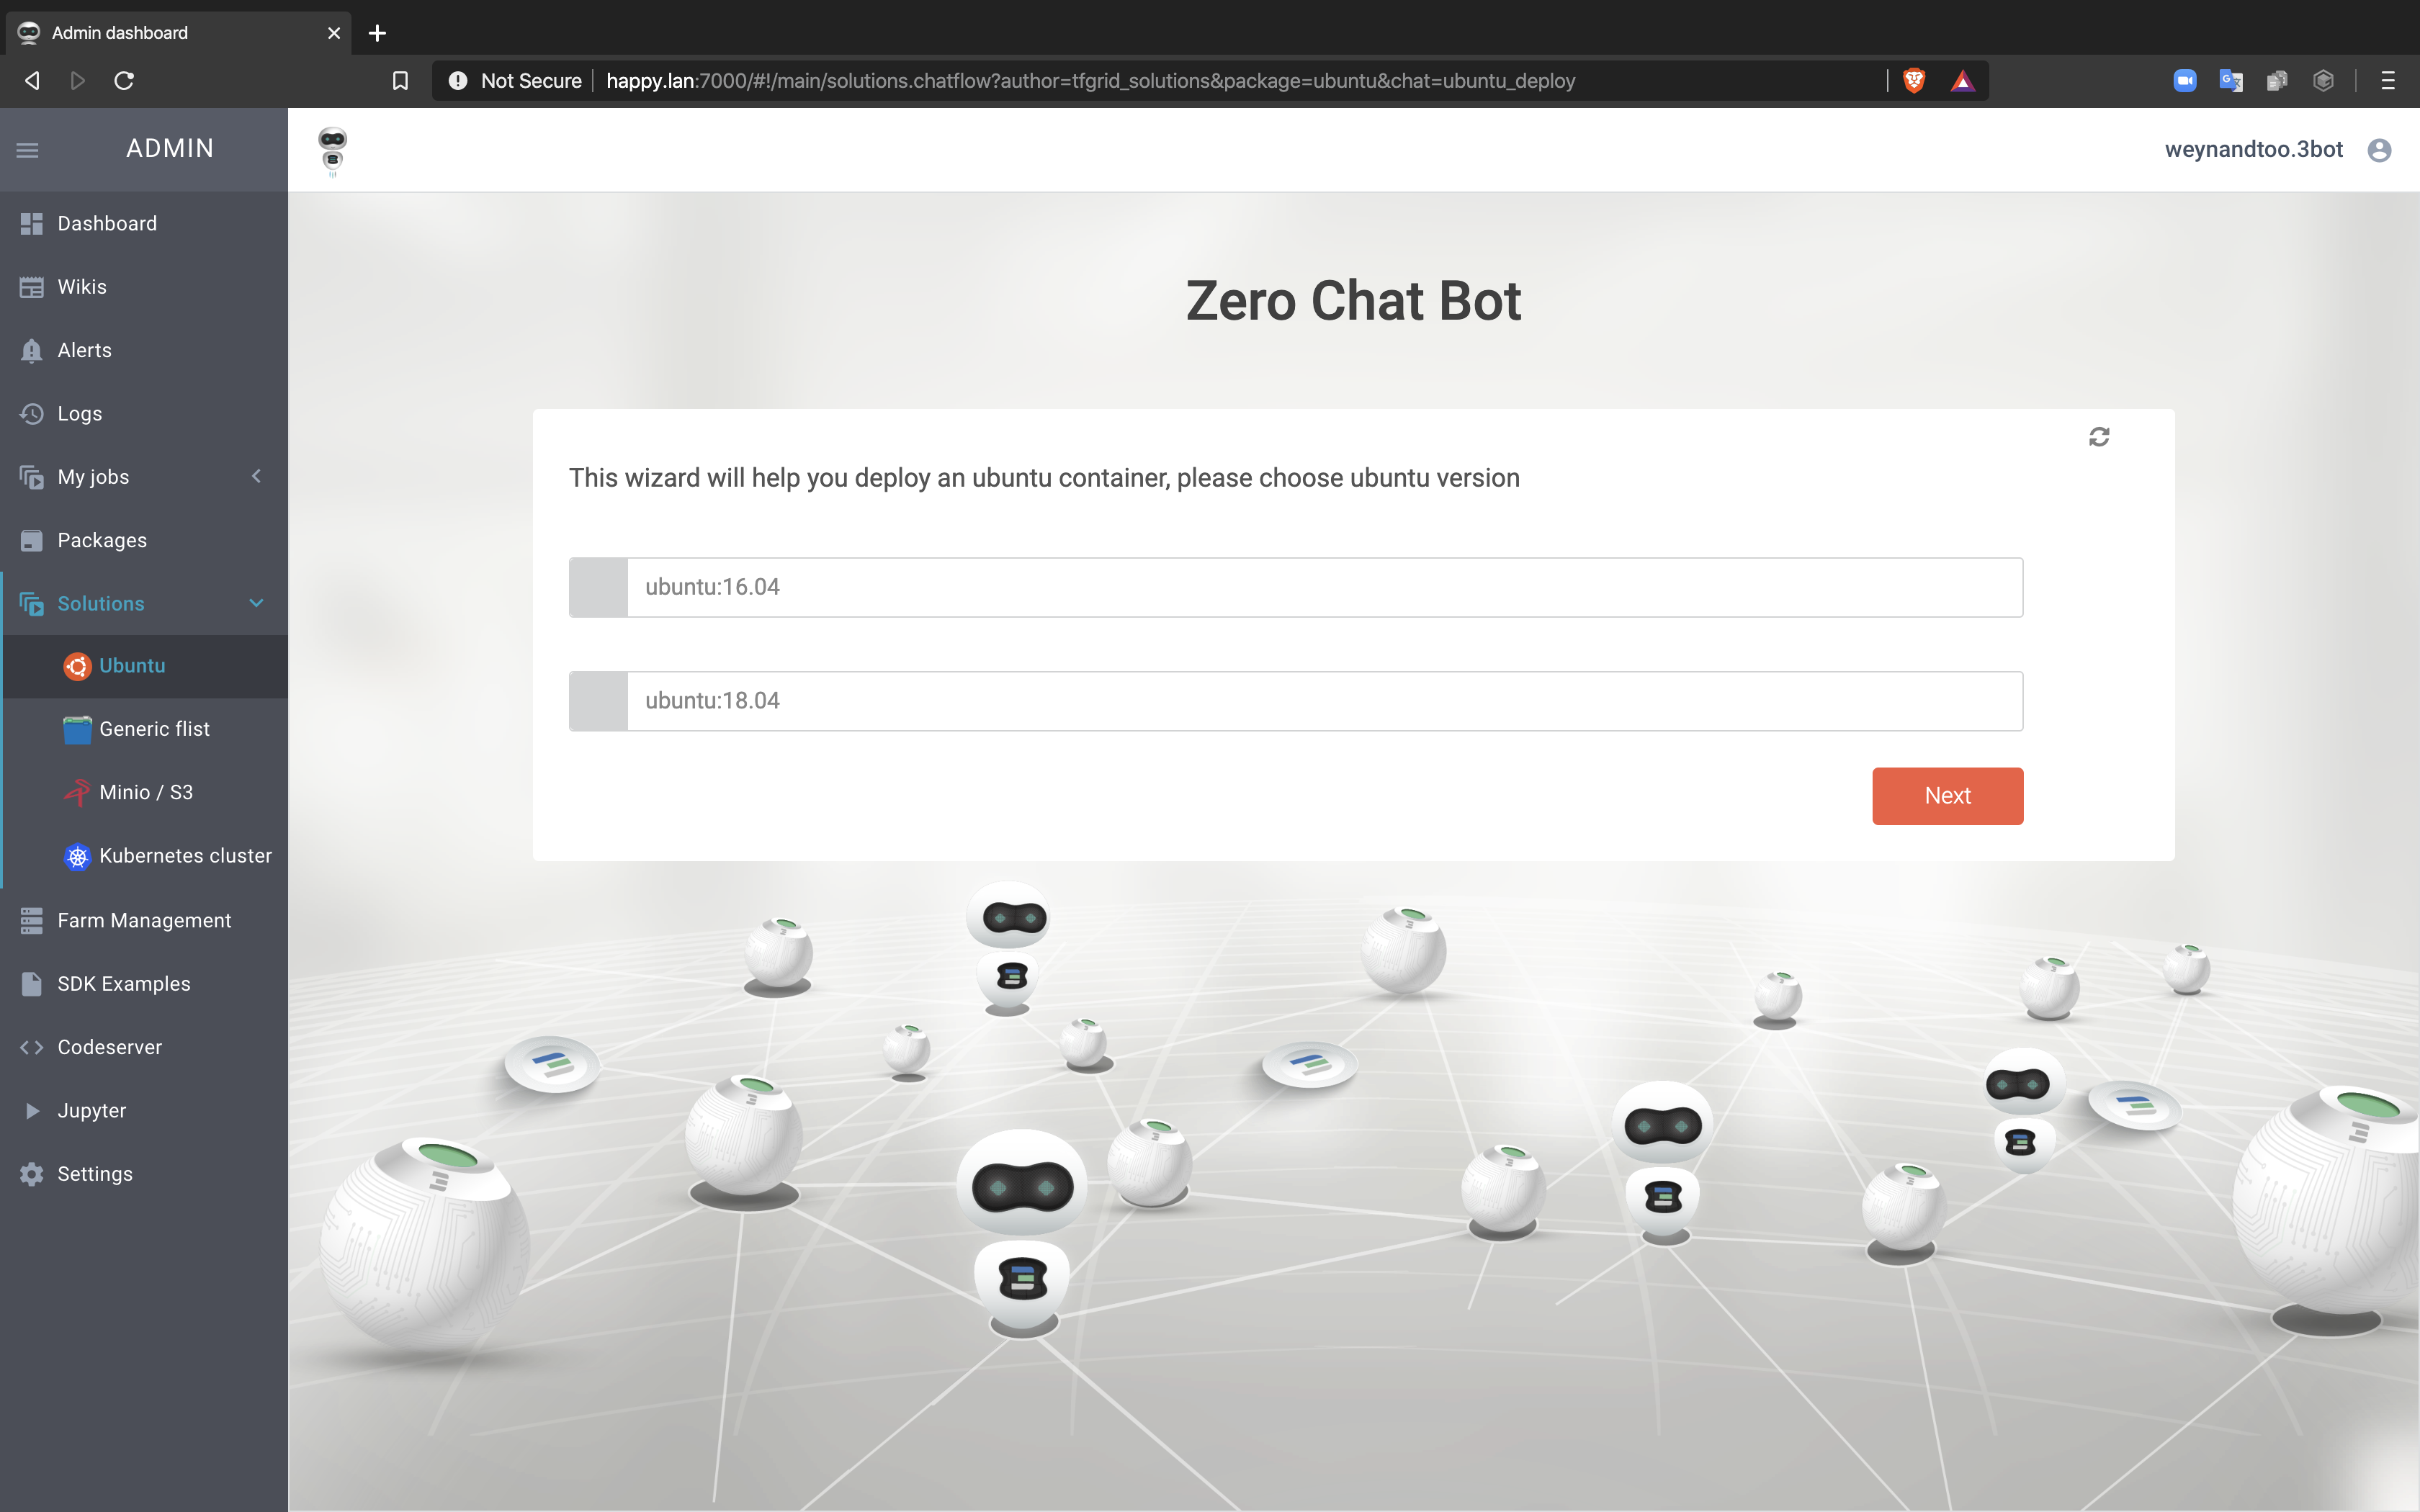 Admin dashboard
Not Secure
happy.lan:7000/#!/main/solutions.chatflow?author=tfgrid_solutions&package=ubuntu&chat=ubuntu_deploy
ADMIN
weynandtoo.3bot
Dashboard
Wikis
Alerts
Logs
My jobs
Packages
Solutions
Ubuntu
Generic flist
Minio / S3
Kubernetes cluster
Farm Management
SDK Examples
Codeserver
Jupyter
Settings
Zero Chat Bot
This wizard will help you deploy an ubuntu container, please choose ubuntu version
ubuntu:16.04
ubuntu:18.04
Next